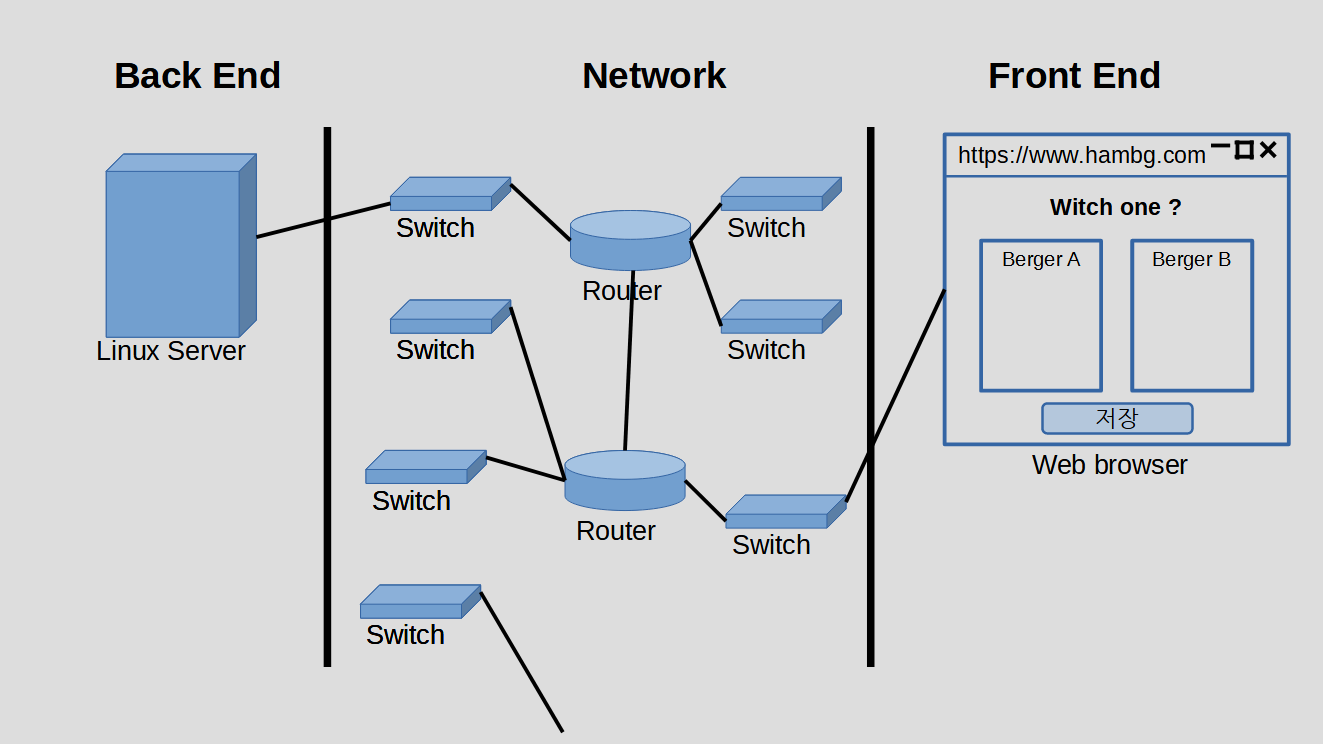 Back End
Network
Front End
https://www.hambg.com
Witch one ?
Berger A
Berger B
저장
Web browser
Linux Server
Switch
Switch
Router
Switch
Switch
Switch
Router
Switch
Switch